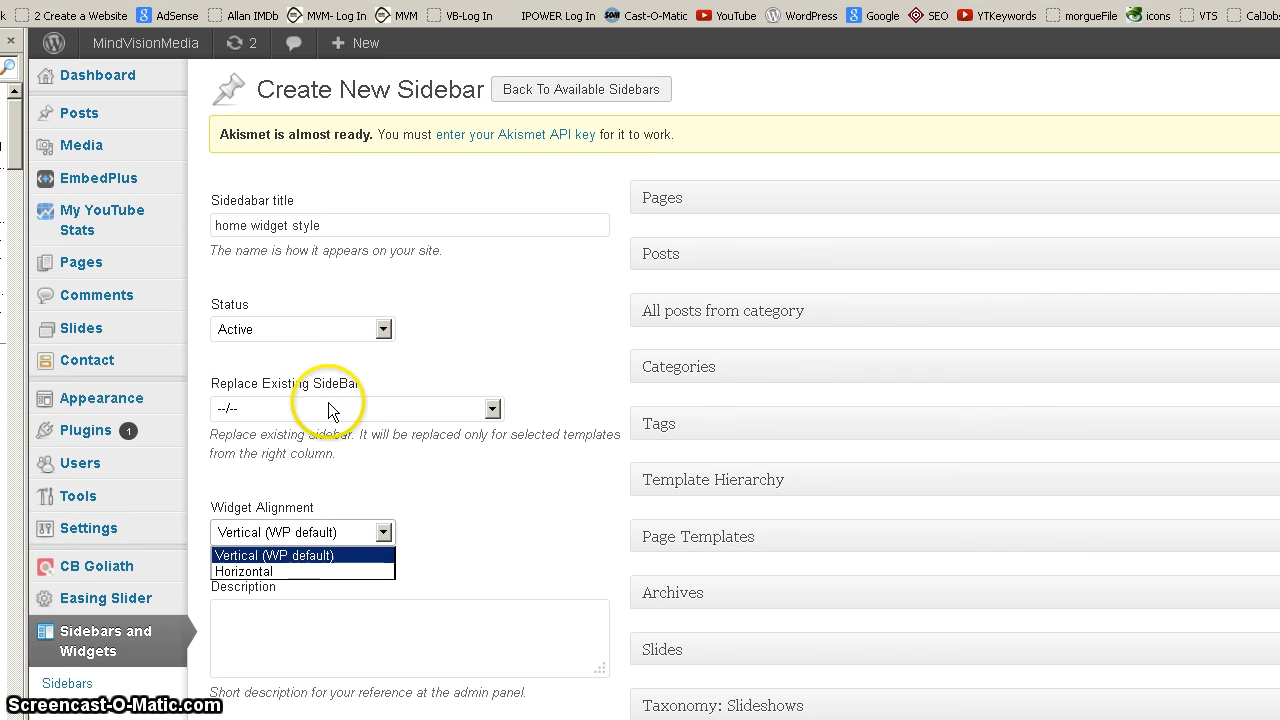 2 Create a Website AdSense Allan IMDb MVM- Log In MVM VB-Log In IPOWER Log In Cast-O-Matic YouTube WordPress Google SEO YTKeywords morgueFile icons VTS CalJob
MindVisionMedia 2 New
Dashboard
Posts
Media
EmbedPlus
My YouTube
Stats
Pages
Comments
Slides
Contact
Appearance
Plugins 1
Users
Tools
Settings
CB Goliath
Easing Slider
Sidebars and
Widgets
Sidebars
Create New Sidebar Back To Available Sidebars
Akismet is almost ready. You must enter your Akismet API key for it to work.
Sidedabar title
home widget style
The name is how it appears on your site.
Status
Active
Replace Existing SideBar
--/--
Replace existing sidebar. It will be replaced only for selected templates
from the right column.
Widget Alignment
Vertical (WP default)
Vertical (WP default)
Horizontal
Description
Short description for your reference at the admin panel.
Pages
Posts
All posts from category
Categories
Tags
Template Hierarchy
Page Templates
Archives
Slides
Taxonomy: Slideshows
Screencast-O-Matic.com